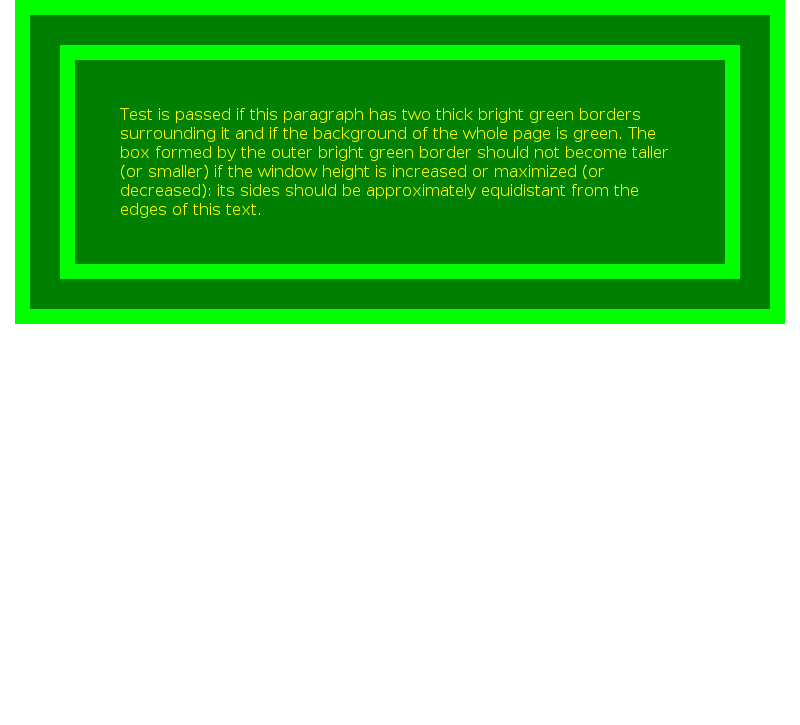 Test is passed if this paragraph has two thick bright green borders
surrounding it and if the background of the whole page is green. The
box formed by the outer bright green border should not become taller
(or smaller) if the window height is increased or maximized (or
decreased): its sides should be approximately equidistant from the
edges of this text.